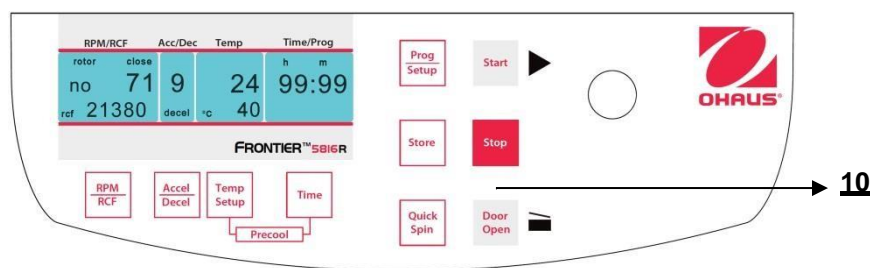 RPM/RCF Acc/Dec Temp Time/Prog
rotor close h m
no 71 9 24 99:99
rcf 21380 decel °C 40
FRONTIER™5816R
RPM
RCF
Accel
Decel
Temp
Setup
Time
Precool
Prog
Setup
Start
Store
Stop
Quick
Spin
Door
Open
OHAUS®
10